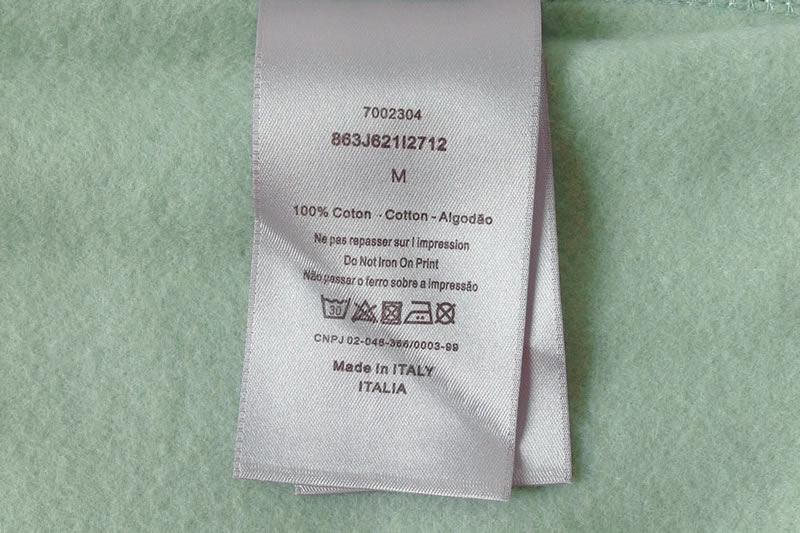 7002304
863J621I2712
M
100% Coton - Cotton - Algodão
Ne pas repasser sur l impression
Do Not Iron On Print
Não passar o ferro sobre a impressão
30
CNPJ 02-046-366/0003-99
Made in ITALY
ITALIA